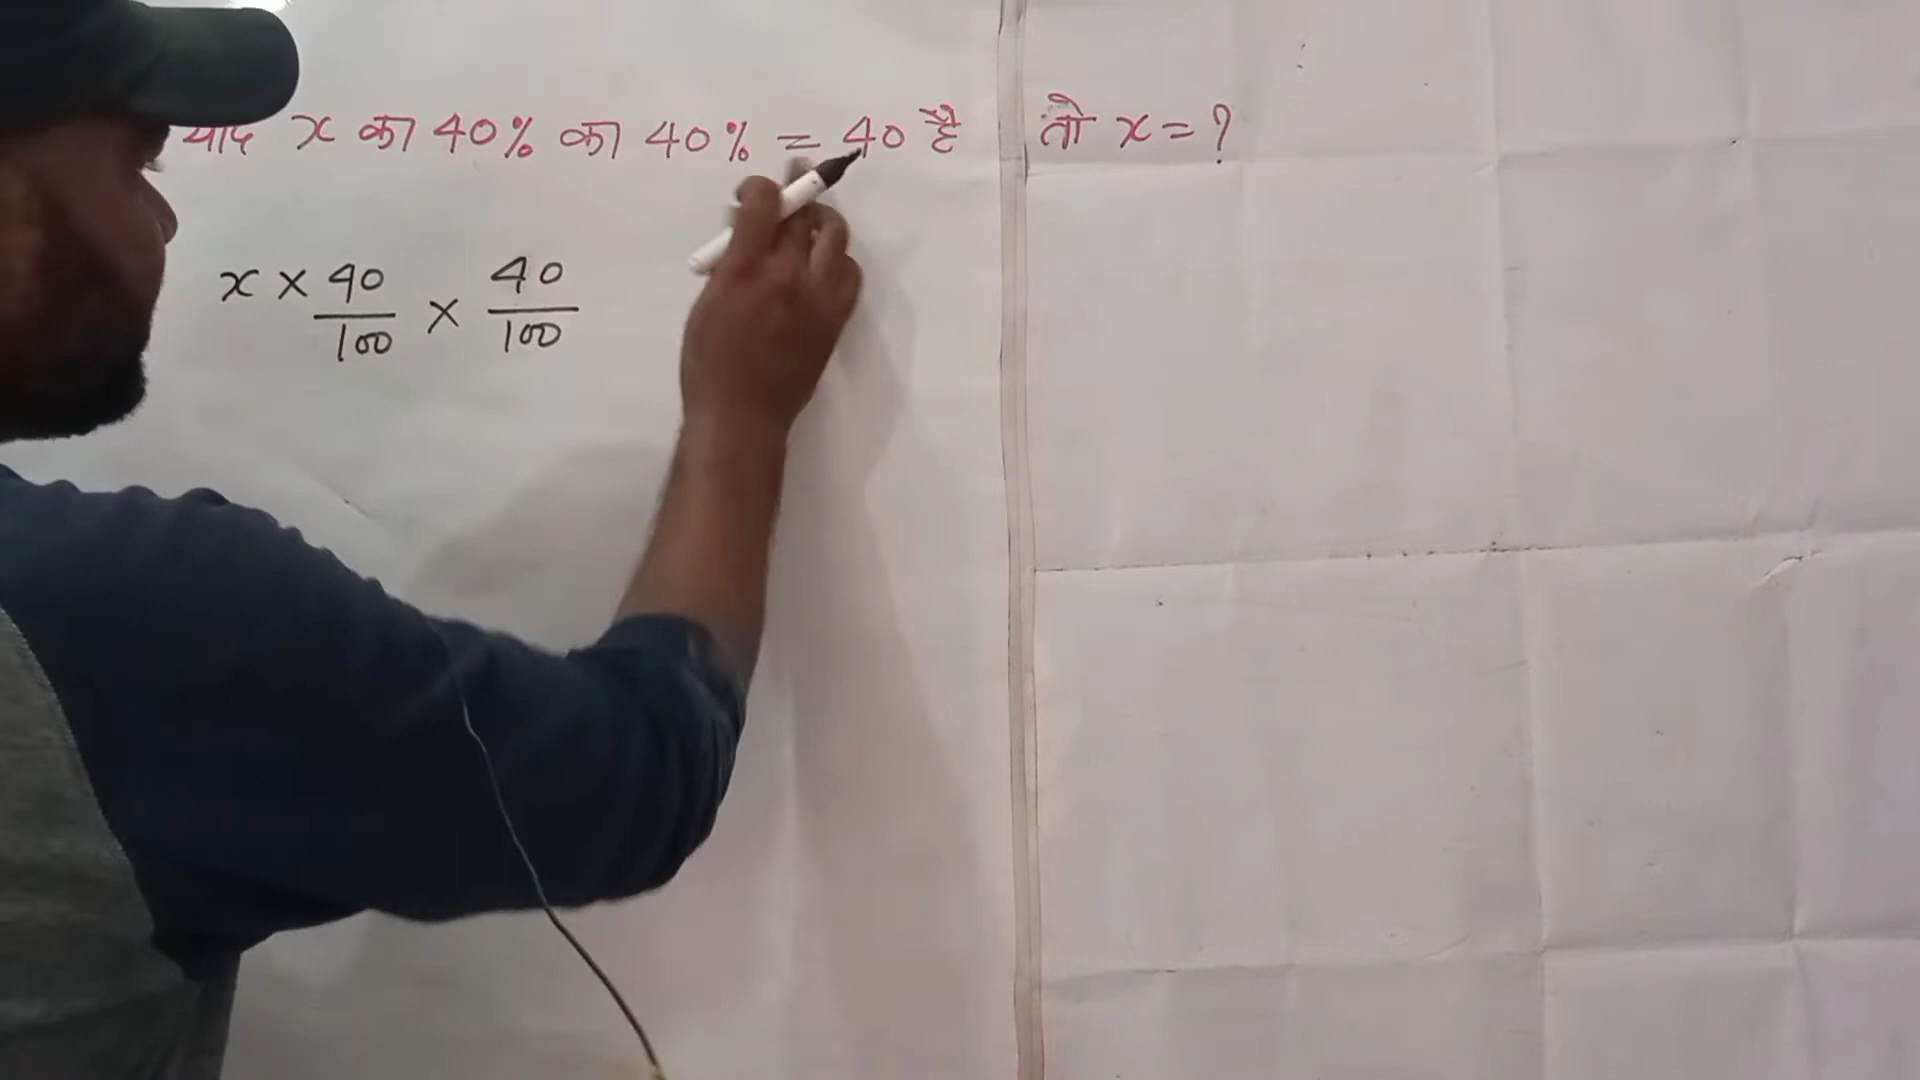 यदि x का 40% का 40% = 40 है तो x = ?
x × 40/100 × 40/100